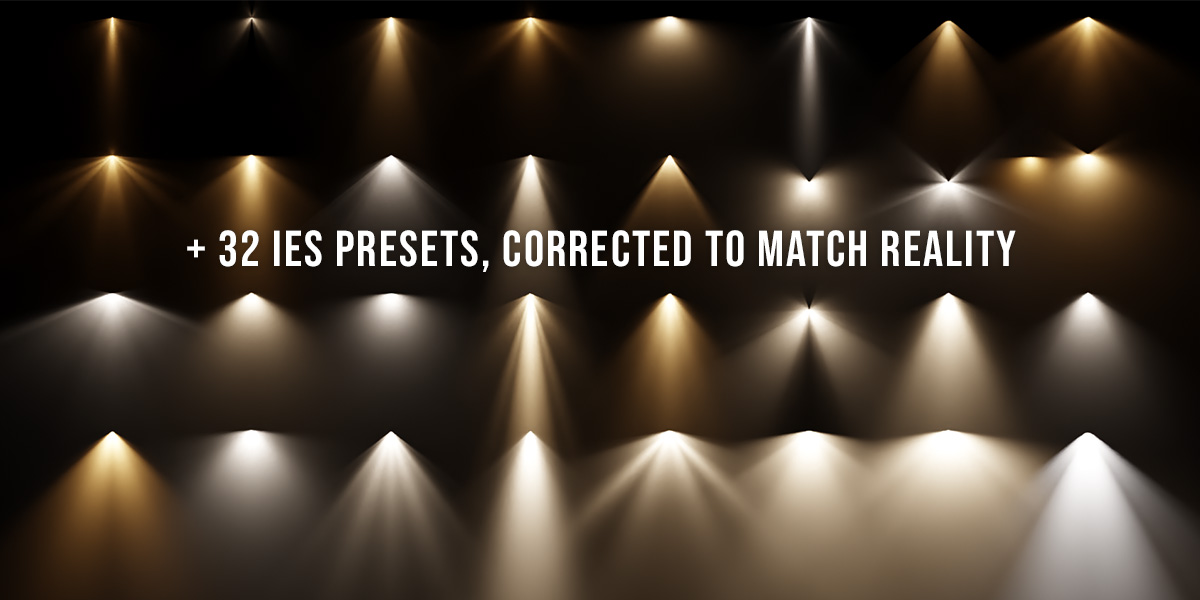 + 32 IES PRESETS, CORRECTED TO MATCH REALITY